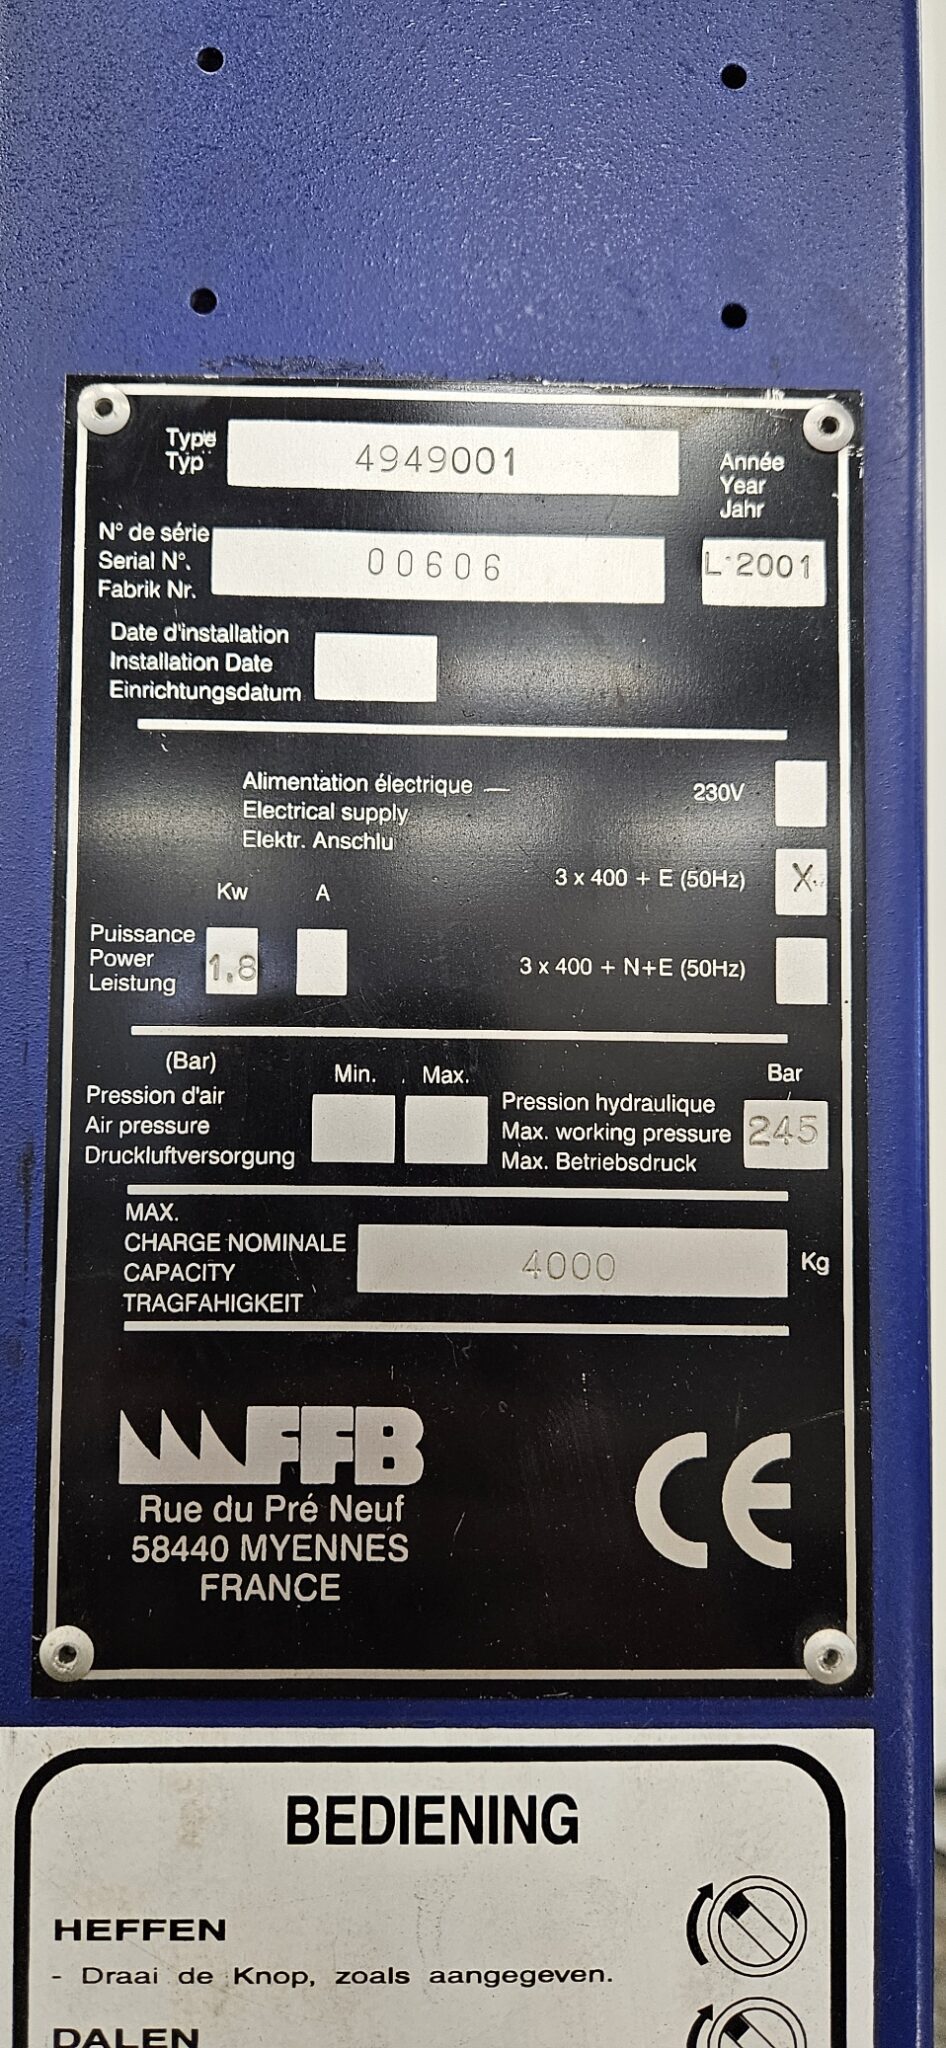 Type
Typ
4949001
Année
Year
Jahr
N° de série
Serial N°.
Fabrik Nr.
00606
L·2001
Date d'installation
Installation Date
Einrichtungsdatum
Alimentation électrique —
Electrical supply
Elektr. Anschlu
230V
3 x 400 + E (50Hz)
X
3 x 400 + N+E (50Hz)
Kw
A
Puissance
Power
Leistung
1,8
(Bar)
Pression d'air
Air pressure
Druckluftversorgung
Min.
Max.
Pression hydraulique
Max. working pressure
Max. Betriebsdruck
Bar
245
MAX.
CHARGE NOMINALE
CAPACITY
TRAGFAHIGKEIT
4000
Kg
FFB
Rue du Pré Neuf
58440 MYENNES
FRANCE
CE
BEDIENING
HEFFEN
- Draai de Knop, zoals aangegeven.
DALEN